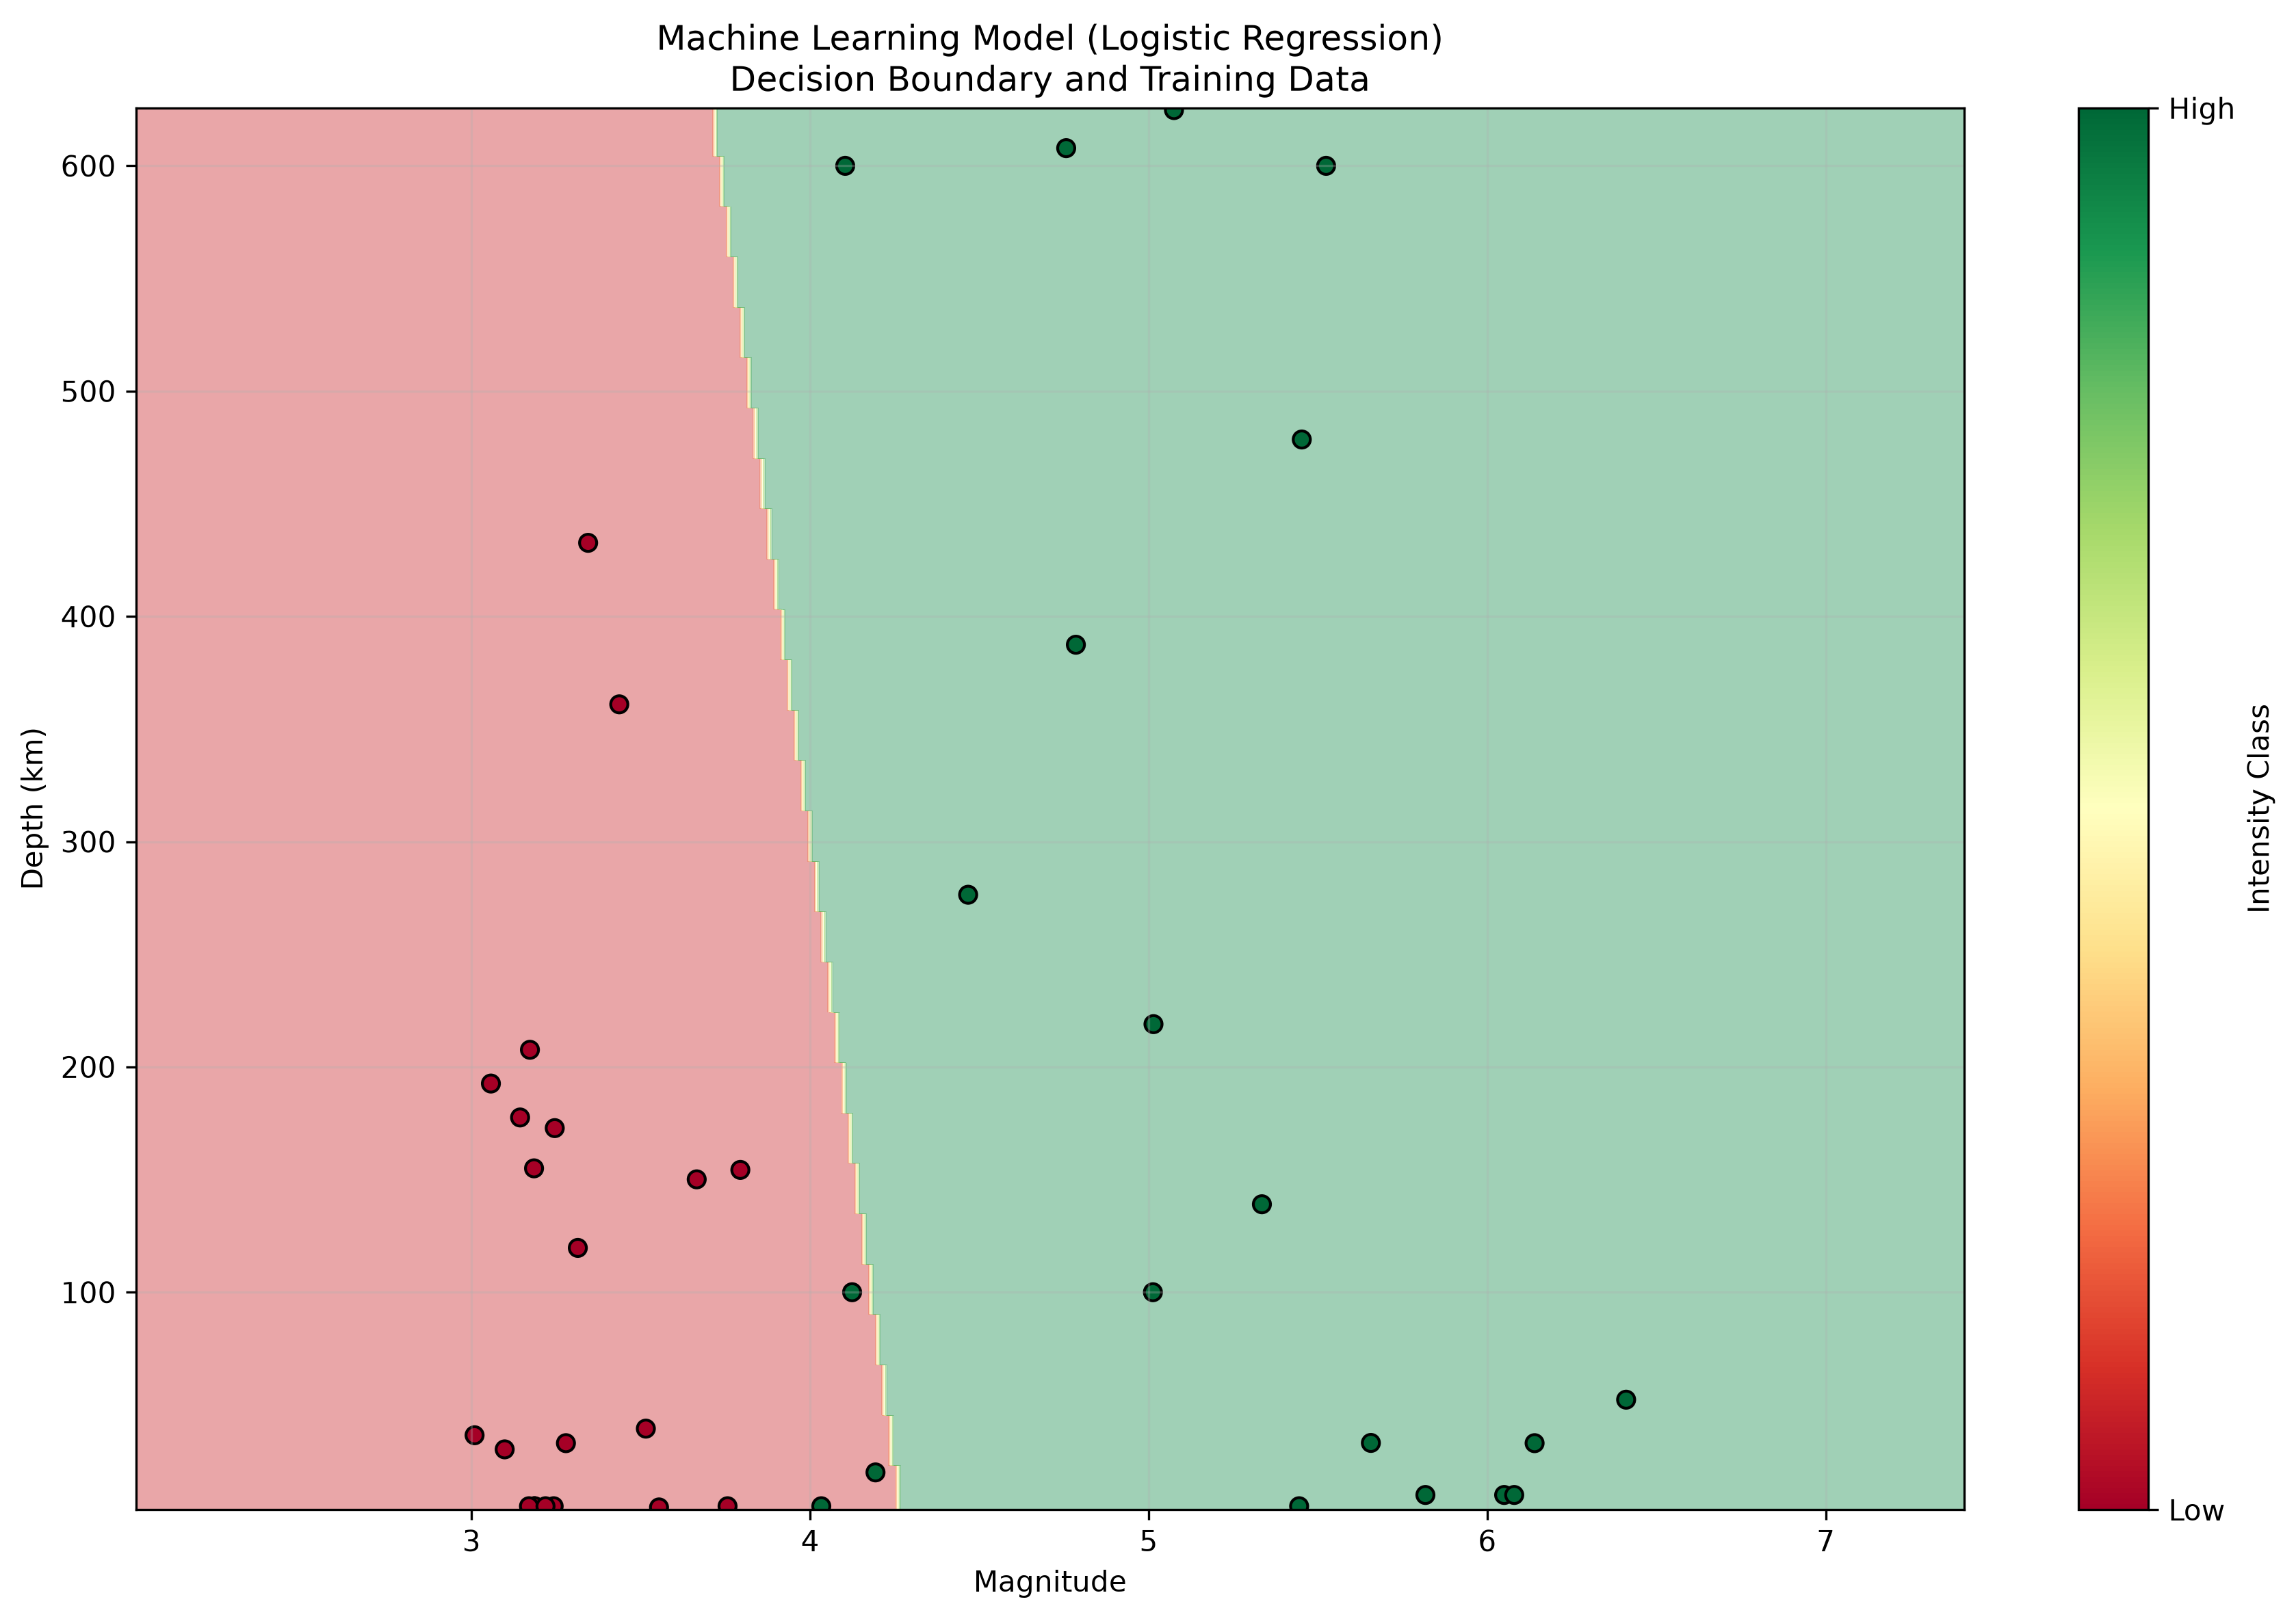 Machine Learning Model (Logistic Regression)
Decision Boundary and Training Data
High
600
500
400
300
200
100
Depth (km)
Intensity Class
Low
3 4 5 6 7
Magnitude